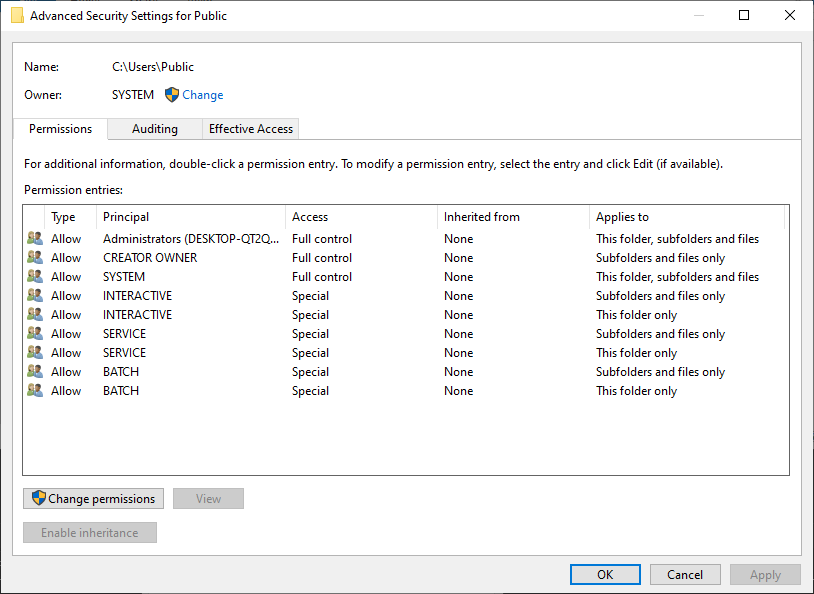 Advanced Security Settings for Public
Name: C:\Users\Public
Owner: SYSTEM Change
Permissions Auditing Effective Access
For additional information, double-click a permission entry. To modify a permission entry, select the entry and click Edit (if available).
Permission entries:
Type Principal Access Inherited from Applies to
Allow Administrators (DESKTOP-QT2Q... Full control None This folder, subfolders and files
Allow CREATOR OWNER Full control None Subfolders and files only
Allow SYSTEM Full control None This folder, subfolders and files
Allow INTERACTIVE Special None Subfolders and files only
Allow INTERACTIVE Special None This folder only
Allow SERVICE Special None Subfolders and files only
Allow SERVICE Special None This folder only
Allow BATCH Special None Subfolders and files only
Allow BATCH Special None This folder only
Change permissions View
Enable inheritance
OK Cancel Apply